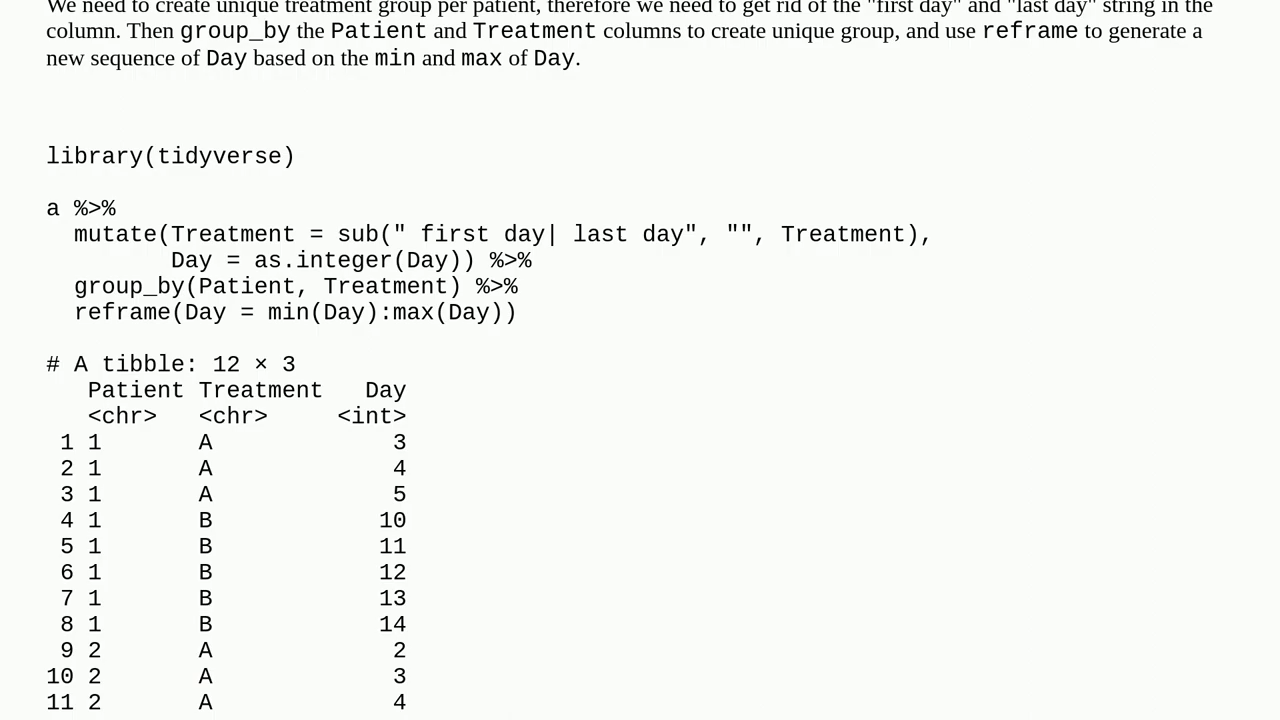 We need to create unique treatment group per patient, therefore we need to get rid of the "first day" and "last day" string in the
column. Then group_by the Patient and Treatment columns to create unique group, and use reframe to generate a
new sequence of Day based on the min and max of Day.
library(tidyverse)
a %>%
  mutate(Treatment = sub(" first day| last day", "", Treatment),
         Day = as.integer(Day)) %>%
  group_by(Patient, Treatment) %>%
  reframe(Day = min(Day):max(Day))
# A tibble: 12 × 3
   Patient Treatment   Day
   <chr>   <chr>     <int>
 1 1       A             3
 2 1       A             4
 3 1       A             5
 4 1       B            10
 5 1       B            11
 6 1       B            12
 7 1       B            13
 8 1       B            14
 9 2       A             2
10 2       A             3
11 2       A             4